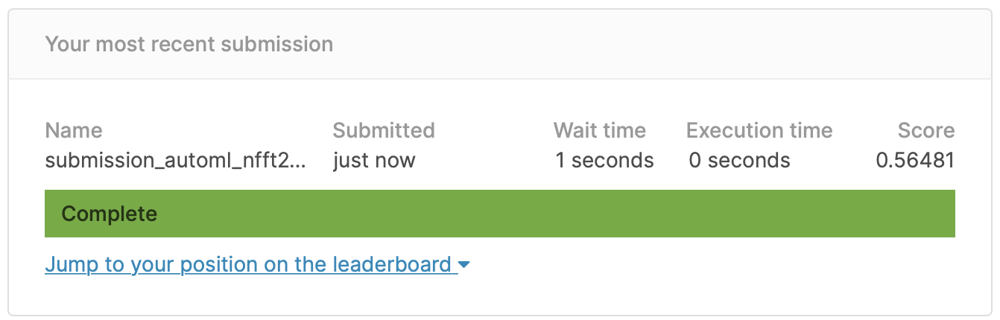 Your most recent submission
Name Submitted Wait time Execution time Score
submission_automl_nfft2... just now 1 seconds 0 seconds 0.56481
Complete
Jump to your position on the leaderboard